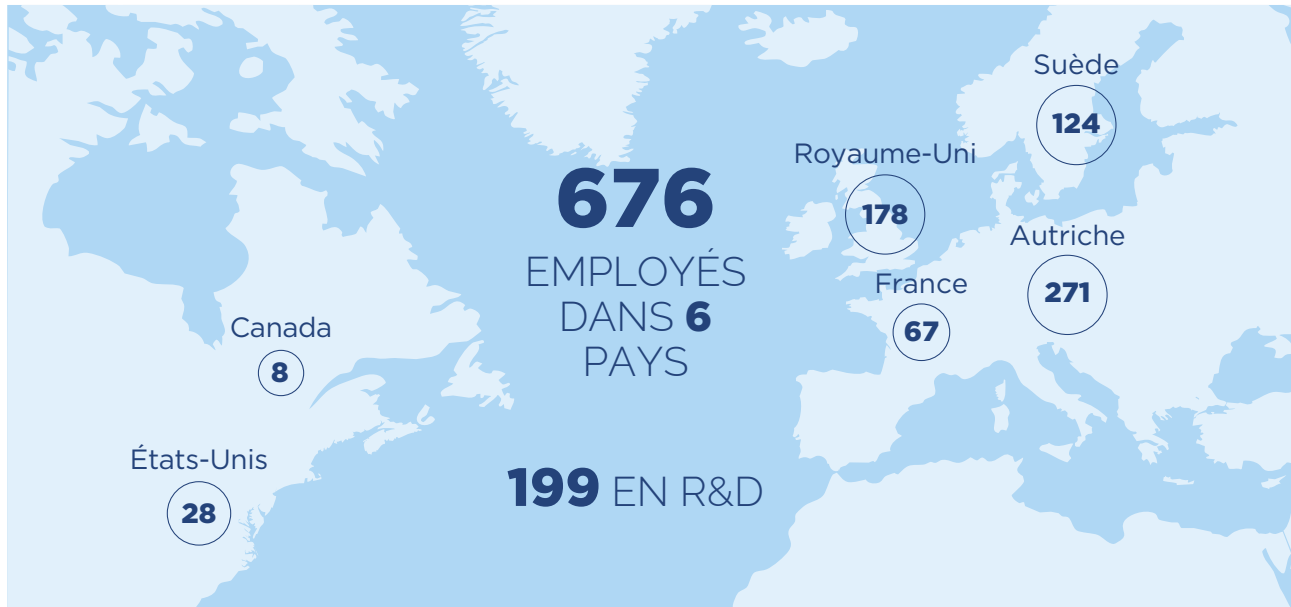 Suède
124
Royaume-Uni
178
676
EMPLOYÉS
DANS 6
PAYS
Autriche
271
France
67
Canada
8
États-Unis
28
199 EN R&D